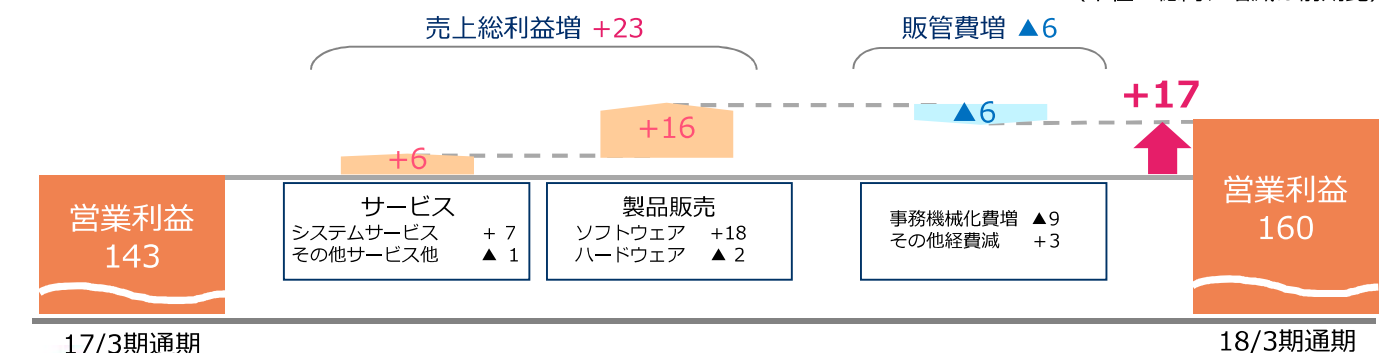 売上総利益増 +23
販管費増 ▲6
+17
+16
▲6
+6
営業利益
143
サービス
システムサービス + 7
その他サービス他 ▲ 1
製品販売
ソフトウェア +18
ハードウェア ▲ 2
事務機械化費増 ▲9
その他経費減 +3
営業利益
160
17/3期通期
18/3期通期